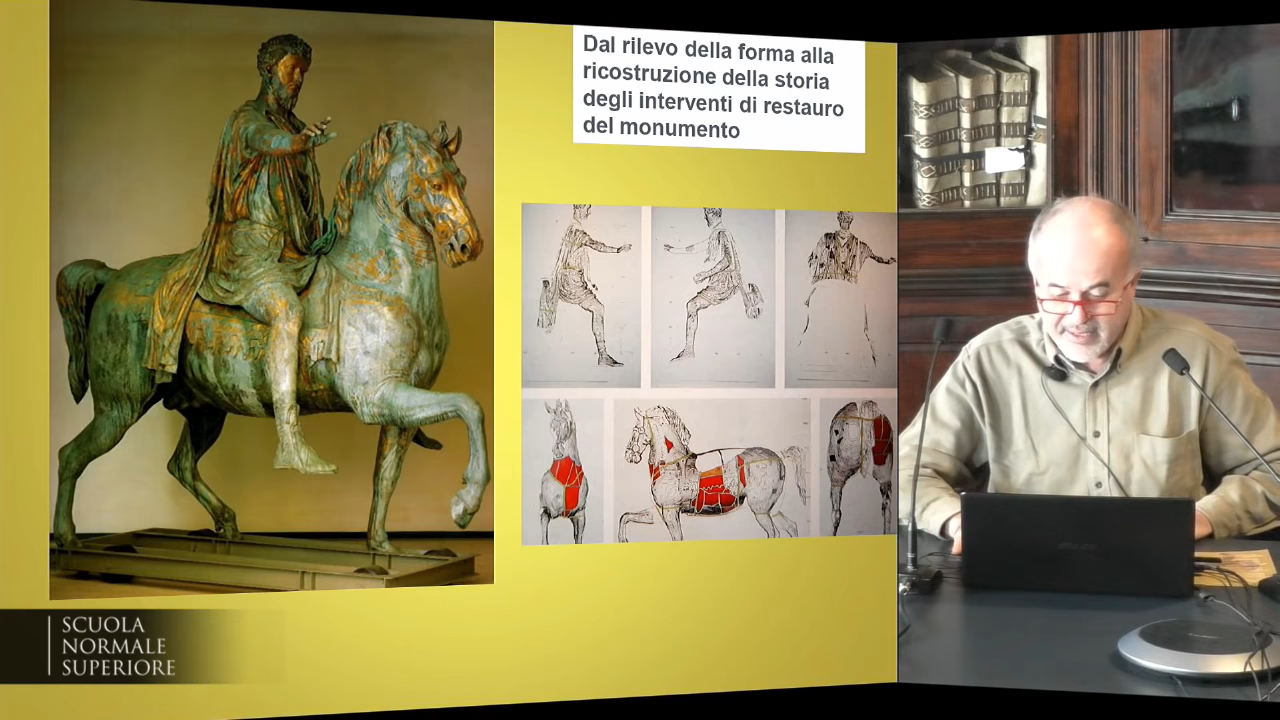 Dal rilevo della forma alla
ricostruzione della storia
degli interventi di restauro
del monumento
SCUOLA
NORMALE
SUPERIORE